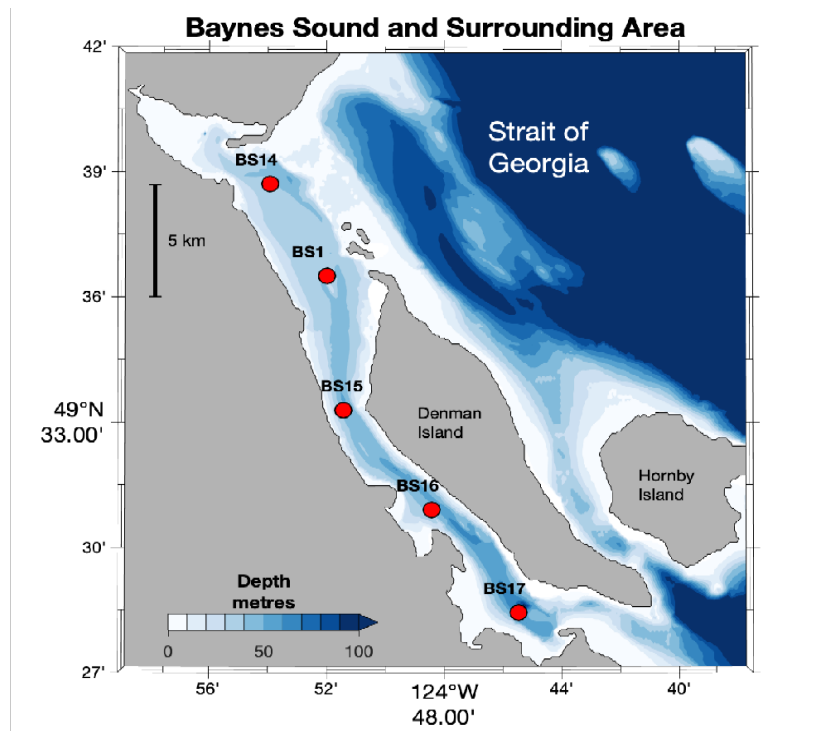 Baynes Sound and Surrounding Area
42'
Strait of
Georgia
BS14
39'
5 km
BS1
36'
BS15
49°N
33.00'
Denman
Island
BS16
Hornby
Island
30'
Depth
metres
BS17
0
50
100
27'
56'
52'
124°W
48.00'
44'
40'